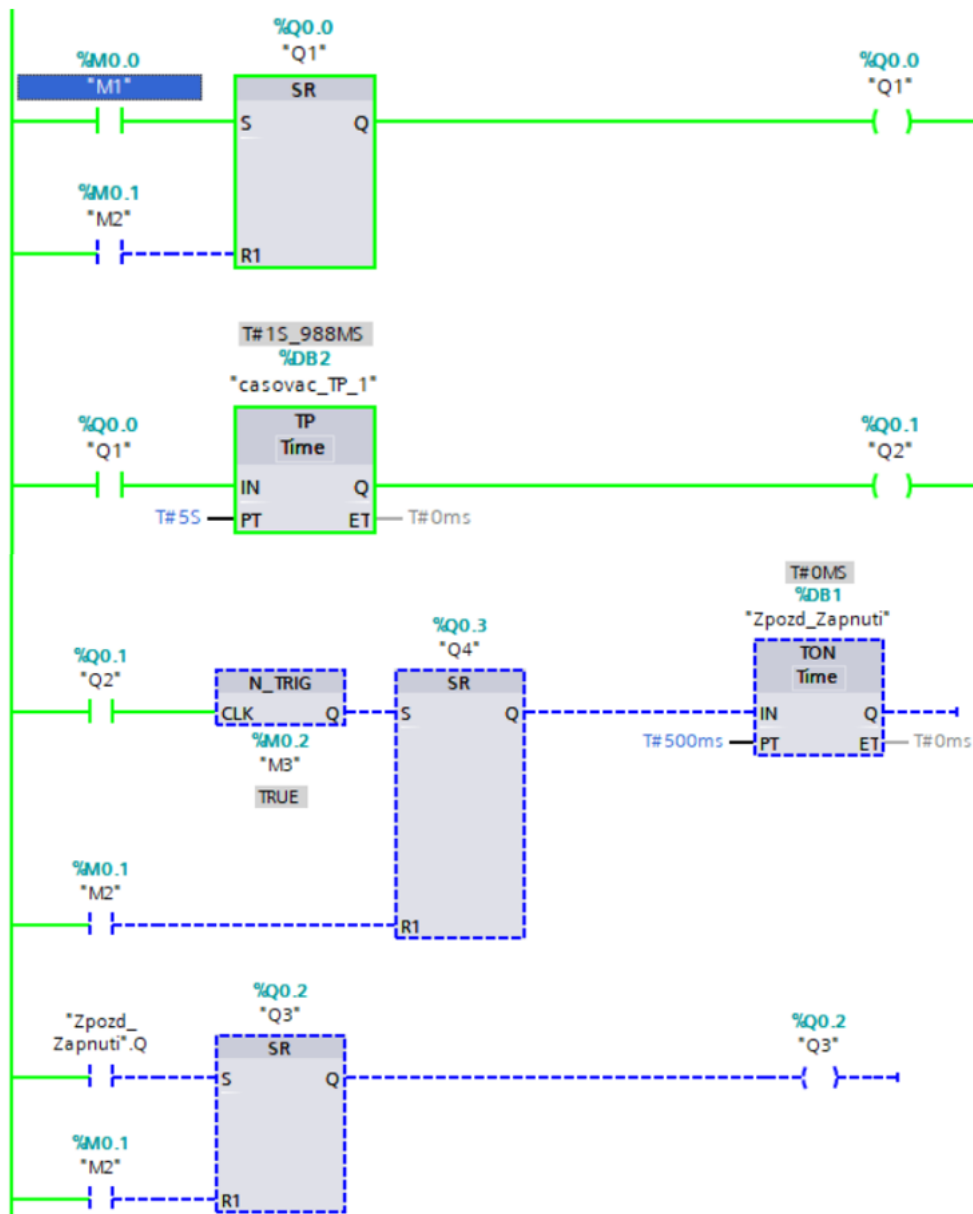 %Q0.0
"Q1"
%M0.0
"M1"
%Q0.0
"Q1"
SR
S Q
%M0.1
"M2"
R1
T#1S_988MS
%DB2
"casovac_TP_1"
%Q0.0
"Q1"
TP
Time
%Q0.1
"Q2"
IN Q
T#5S PT ET T#0ms
T#0MS
%DB1
"Zpozd_Zapnuti"
%Q0.3
"Q4"
%Q0.1
"Q2"
N_TRIG
SR
TON
Time
CLK Q S Q IN Q
%M0.2
"M3"
TRUE
T#500ms PT ET T#0ms
%M0.1
"M2"
R1
%Q0.2
"Q3"
"Zpozd_
Zapnuti".Q
%Q0.2
"Q3"
SR
S Q
%M0.1
"M2"
R1